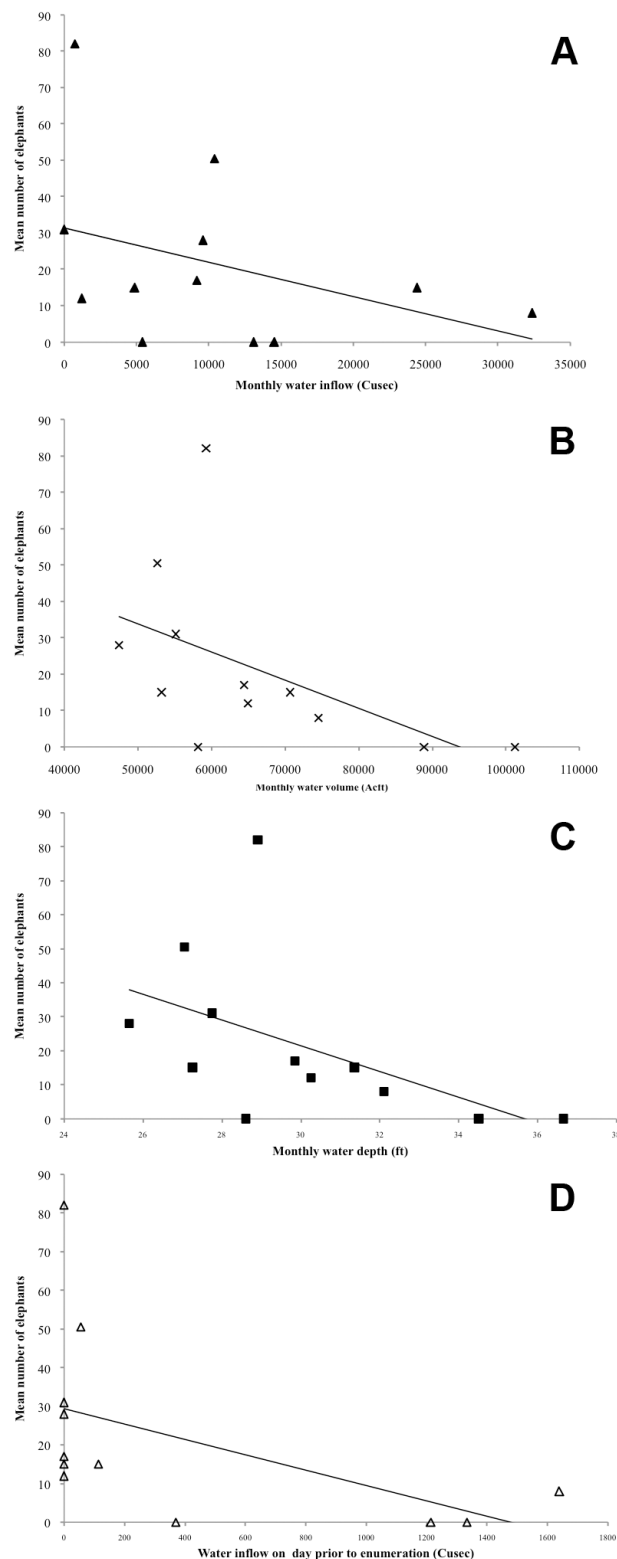 A
Mean number of elephants
90
80
70
60
50
40
30
20
10
0
0 5000 10000 15000 20000 25000 30000 35000
Monthly water inflow (Cusec)
B
Mean number of elephants
90
80
70
60
50
40
30
20
10
0
40000 50000 60000 70000 80000 90000 100000 110000
Monthly water volume (Acft)
C
Mean number of elephants
90
80
70
60
50
40
30
20
10
0
24 26 28 30 32 34 36
Monthly water depth (ft)
D
Mean number of elephants
90
80
70
60
50
40
30
20
10
0
0 200 400 600 800 1000 1200 1400 1600 1800
Water inflow on day prior to enumeration (Cusec)